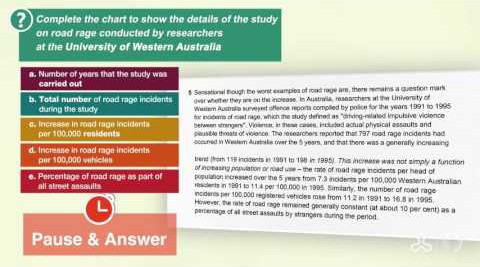 ?
Complete the chart to show the details of the study
on road rage conducted by researchers
at the University of Western Australia
a. Number of years that the study was
carried out
b. Total number of road rage incidents
during the study
c. Increase in road rage incidents
per 100,000 residents
d. Increase in road rage incidents
per 100,000 vehicles
e. Percentage of road rage as part of
all street assaults
Pause & Answer
5 Sensational though the worst examples of road rage are, there remains a question mark
over whether they are on the increase. In Australia, researchers at the University of
Western Australia surveyed offence reports compiled by police for the years 1991 to 1995
for incidents of road rage, which the study defined as "driving-related impulsive violence
between strangers". Violence, in these cases, included actual physical assaults and
plausible threats of violence. The researchers reported that 797 road rage incidents had
occurred in Western Australia over the 5 years, and that there was a generally increasing
trend (from 119 incidents in 1991 to 198 in 1995). This increase was not simply a function
of increasing population or road use – the rate of road rage incidents per head of
population increased over the 5 years from 7.3 incidents per 100,000 Western Australian
residents in 1991 to 11.4 per 100,000 in 1995. Similarly, the number of road rage
incidents per 100,000 registered vehicles rose from 11.2 in 1991 to 16.8 in 1995.
However, the rate of road rage remained generally constant (at about 10 per cent) as a
percentage of all street assaults by strangers during the period.